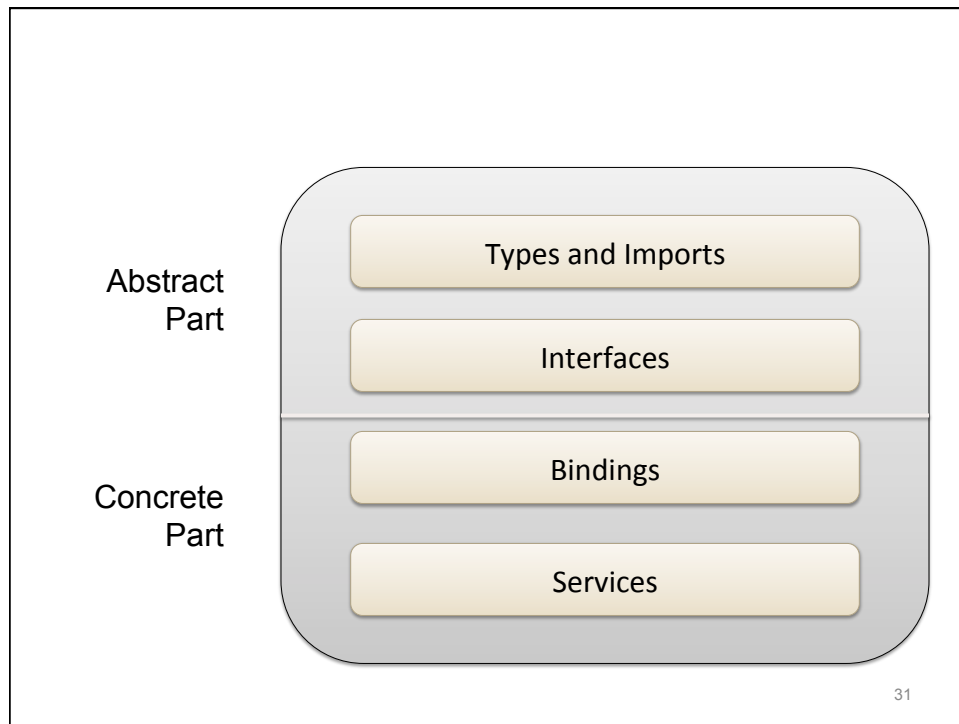 Abstract
Part
Types and Imports
Interfaces
Concrete
Part
Bindings
Services
31